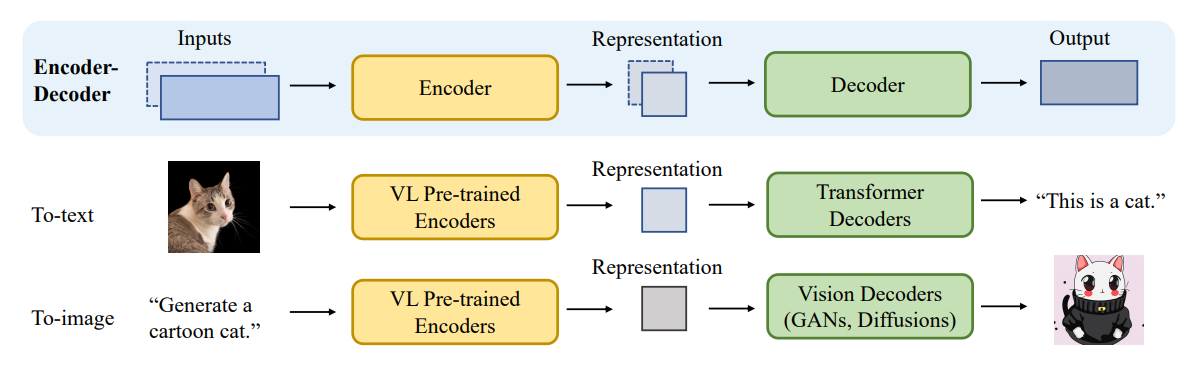 Inputs
Representation
Output
Encoder-
Decoder
Encoder
Decoder
Representation
To-text
VL Pre-trained
Encoders
Transformer
Decoders
“This is a cat.”
Representation
To-image
“Generate a
cartoon cat.”
VL Pre-trained
Encoders
Vision Decoders
(GANs, Diffusions)